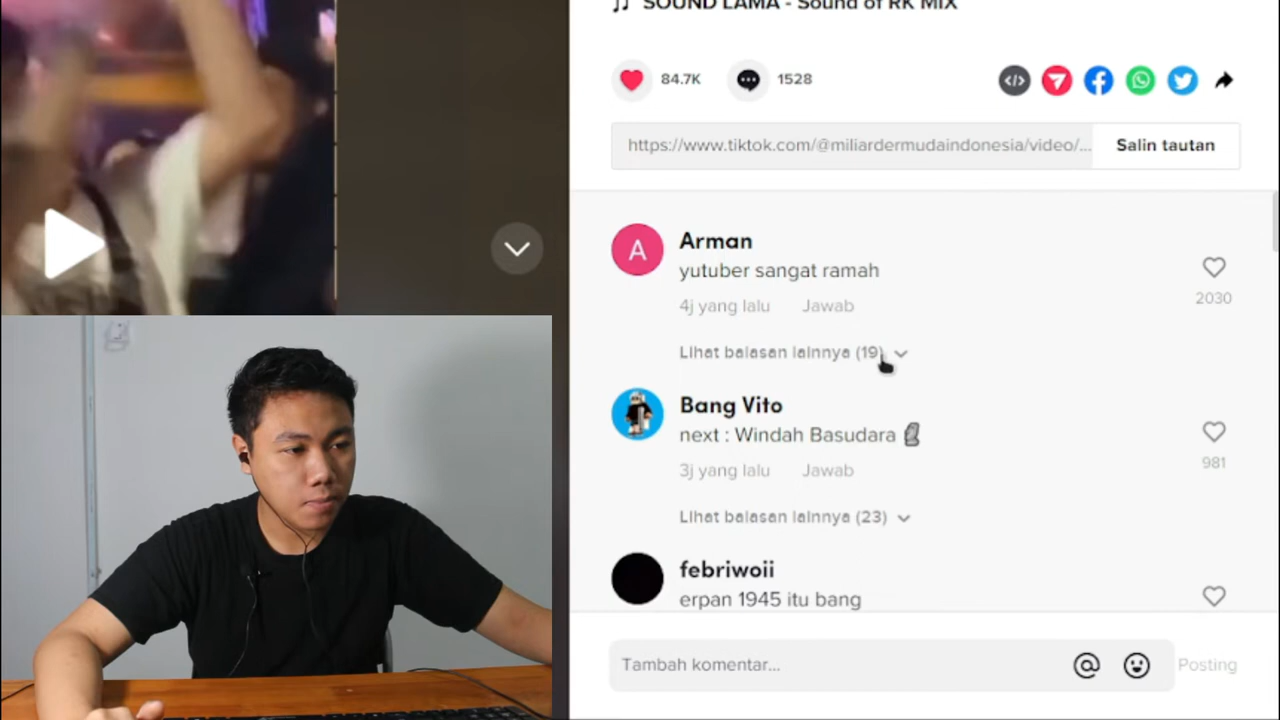 SOUND LAMA - Sound of RK MIX
84.7K
1528
https://www.tiktok.com/@miliardermudaindonesia/video/...
Salin tautan
A
Arman
yutuber sangat ramah
4j yang lalu Jawab
2030
Lihat balasan lainnya (19)
Bang Vito
next : Windah Basudara 🗿
3j yang lalu Jawab
981
Lihat balasan lainnya (23)
febriwoii
erpan 1945 itu bang
Tambah komentar...
Posting